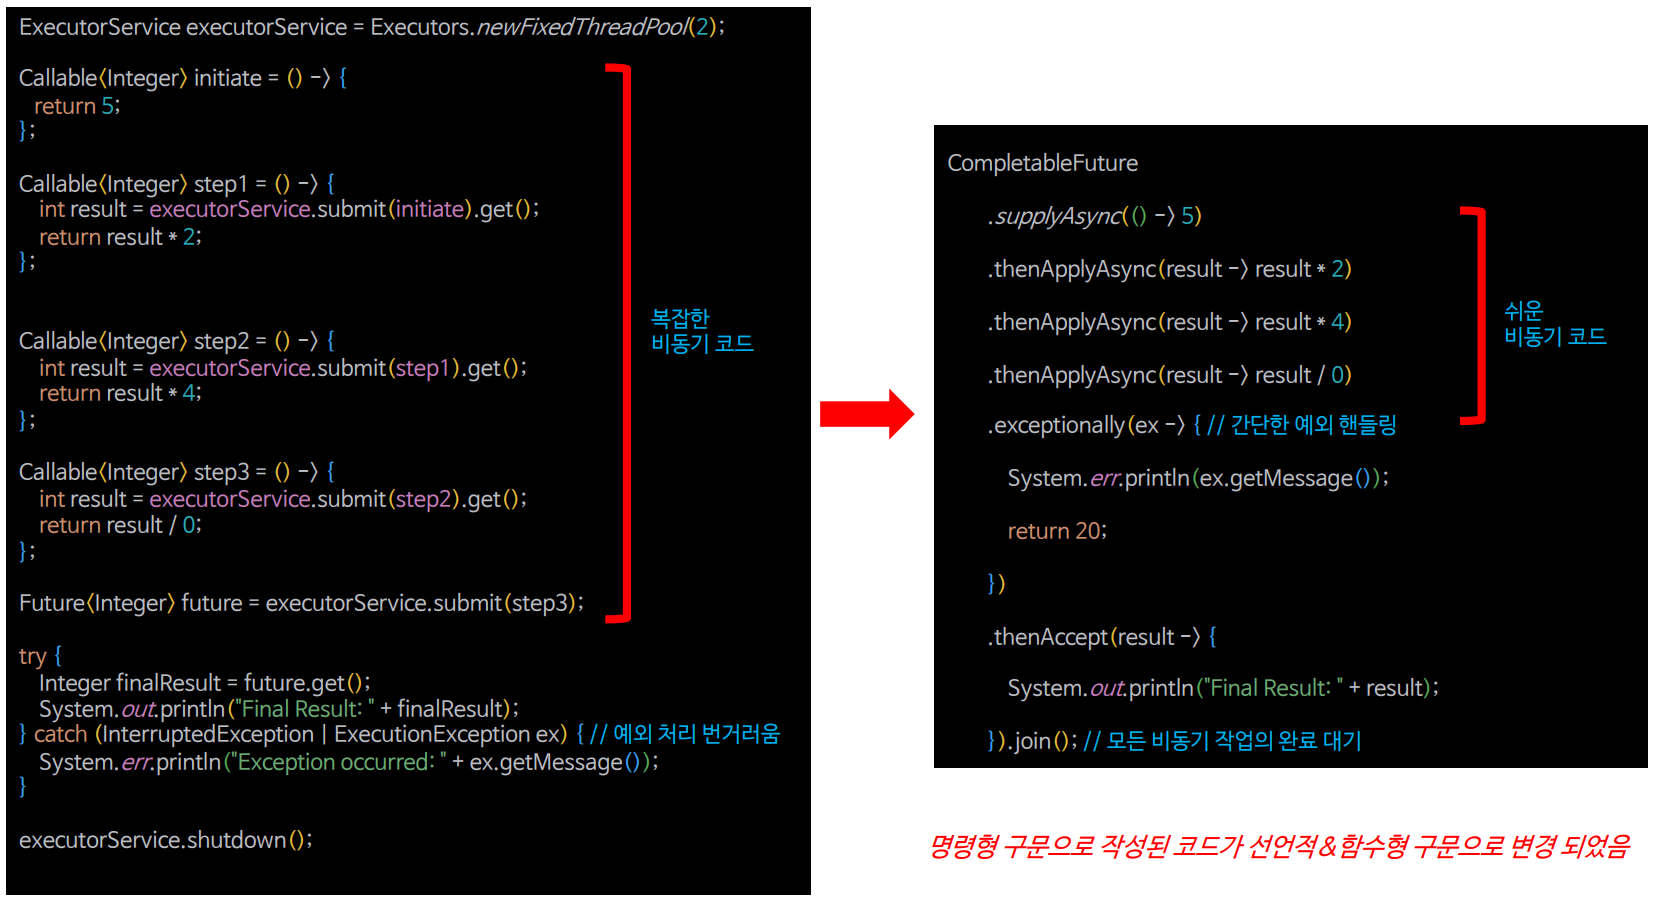 ExecutorService executorService = Executors.newFixedThreadPool(2);
Callable<Integer> initiate = () -> {
return 5;
};
Callable<Integer> step1 = () -> {
int result = executorService.submit(initiate).get();
return result * 2;
};
Callable<Integer> step2 = () -> {
int result = executorService.submit(step1).get();
return result * 4;
};
Callable<Integer> step3 = () -> {
int result = executorService.submit(step2).get();
return result / 0;
};
Future<Integer> future = executorService.submit(step3);
try {
Integer finalResult = future.get();
System.out.println("Final Result: " + finalResult);
} catch (InterruptedException | ExecutionException ex) { // 예외 처리 번거러움
System.err.println("Exception occurred: " + ex.getMessage());
}
executorService.shutdown();
복잡한
비동기 코드
CompletableFuture
.supplyAsync(() -> 5)
.thenApplyAsync(result -> result * 2)
.thenApplyAsync(result -> result * 4)
.thenApplyAsync(result -> result / 0)
.exceptionally(ex -> { // 간단한 예외 핸들링
System.err.println(ex.getMessage());
return 20;
})
.thenAccept(result -> {
System.out.println("Final Result: " + result);
}).join(); // 모든 비동기 작업의 완료 대기
쉬운
비동기 코드
명령형 구문으로 작성된 코드가 선언적&함수형 구문으로 변경 되었음